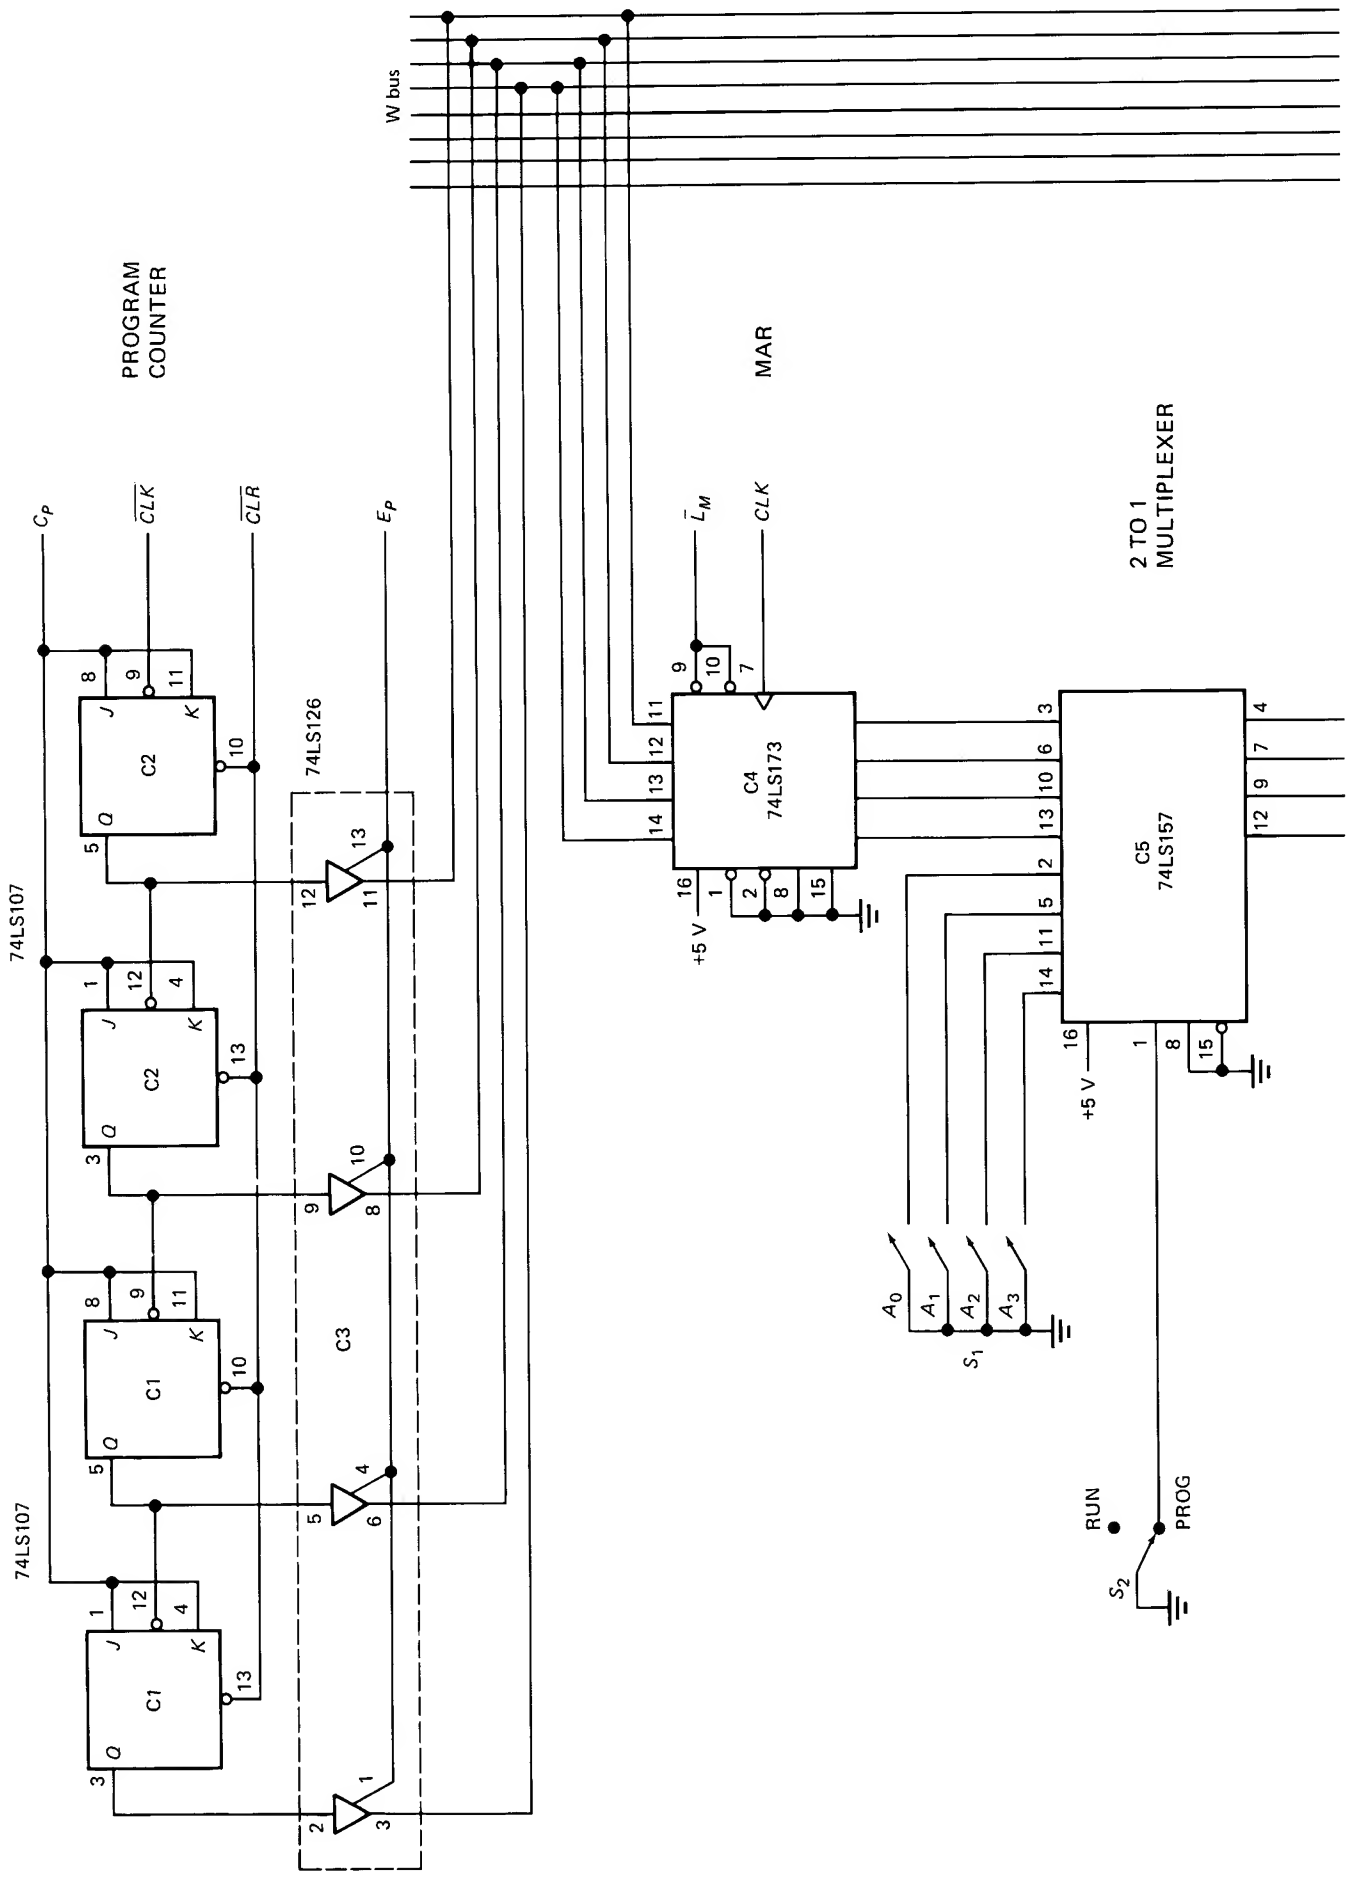 W bus
PROGRAM
COUNTER
C_P
\overline{CLK}
\overline{CLR}
E_P
74LS107
74LS107
8
J
9
11
K
C2
10
Q
5
1
J
12
4
K
C2
13
Q
3
8
J
9
11
K
C1
10
Q
5
1
J
12
4
K
C1
13
Q
3
74LS126
C3
12
13
11
9
10
8
5
4
6
2
1
3
MAR
\bar{L}_M
CLK
9
10
7
11
12
13
14
C4
74LS173
16
1
2
8
15
+5 V
2 TO 1
MULTIPLEXER
3
6
10
13
2
5
11
14
C5
74LS157
4
7
9
12
16
1
8
15
+5 V
A_0
A_1
A_2
A_3
S_1
RUN
PROG
S_2